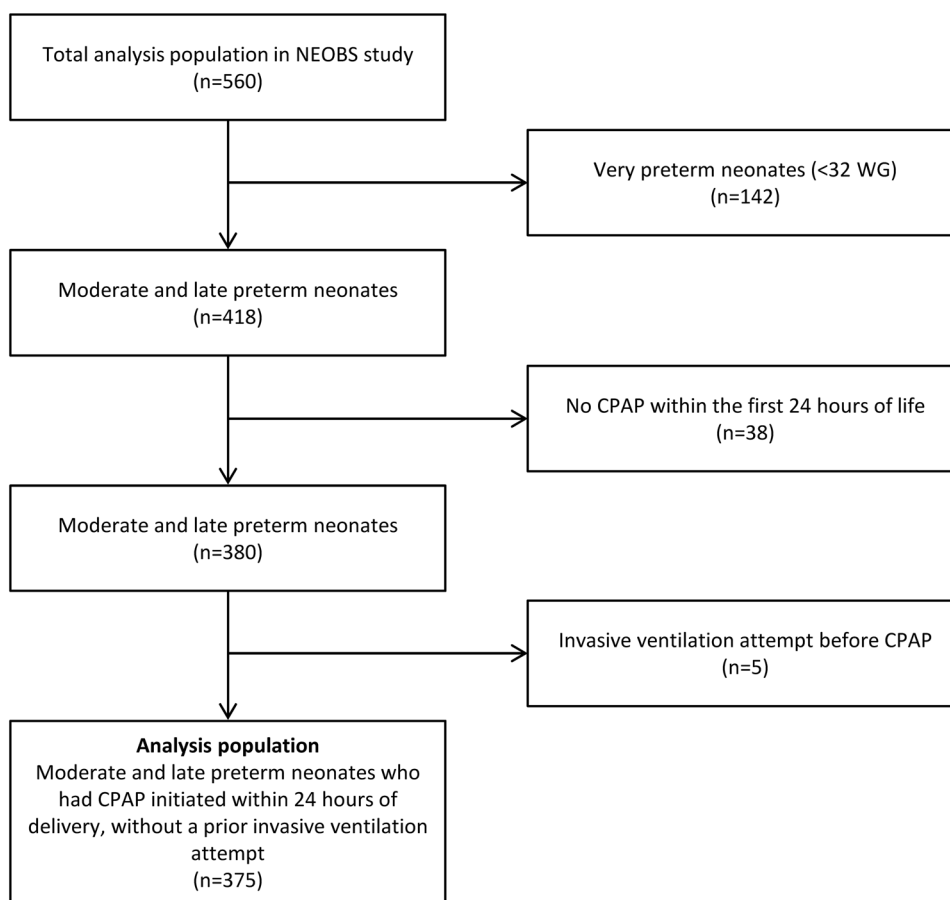 Total analysis population in NEOBS study
(n=560)
Very preterm neonates (<32 WG)
(n=142)
Moderate and late preterm neonates
(n=418)
No CPAP within the first 24 hours of life
(n=38)
Moderate and late preterm neonates
(n=380)
Invasive ventilation attempt before CPAP
(n=5)
Analysis population
Moderate and late preterm neonates who
had CPAP initiated within 24 hours of
delivery, without a prior invasive ventilation
attempt
(n=375)